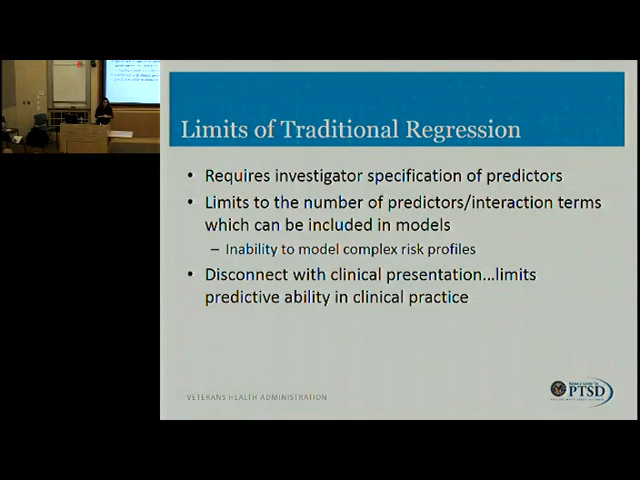 Limits of Traditional Regression
• Requires investigator specification of predictors
• Limits to the number of predictors/interaction terms
which can be included in models
– Inability to model complex risk profiles
• Disconnect with clinical presentation...limits
predictive ability in clinical practice
VETERANS HEALTH ADMINISTRATION
PTSD